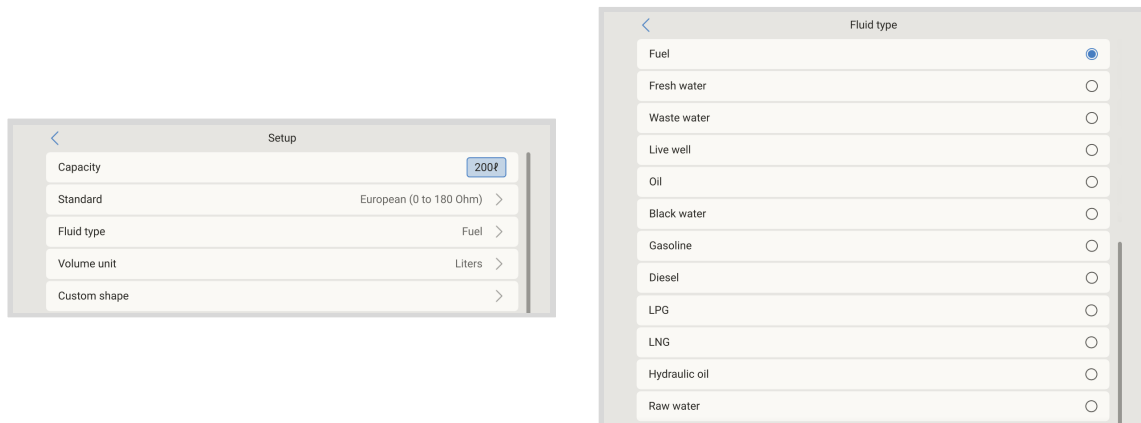 Setup
Capacity 200ℓ
Standard European (0 to 180 Ohm)
Fluid type Fuel
Volume unit Liters
Custom shape
Fluid type
Fuel
Fresh water
Waste water
Live well
Oil
Black water
Gasoline
Diesel
LPG
LNG
Hydraulic oil
Raw water